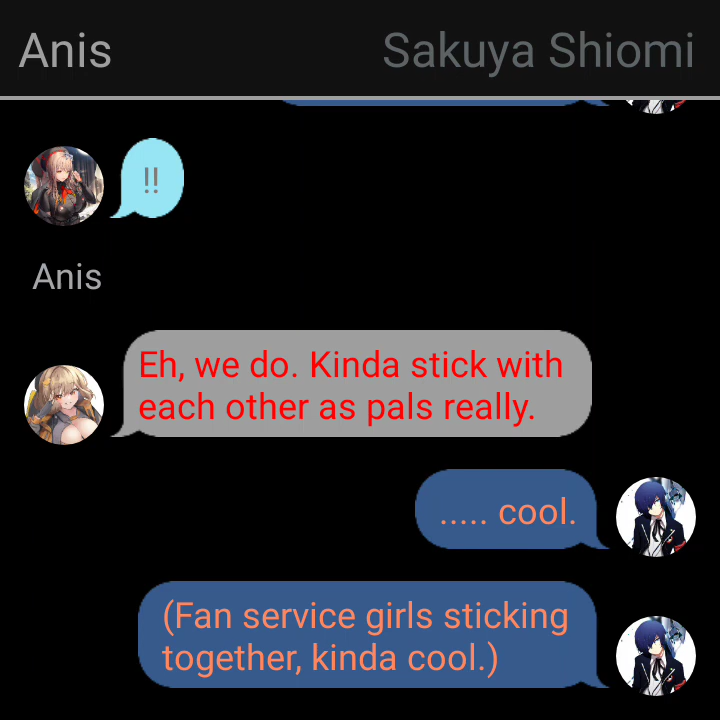 Anis
Sakuya Shiomi
!!
Anis
Eh, we do. Kinda stick with
each other as pals really.
..... cool.
(Fan service girls sticking
together, kinda cool.)